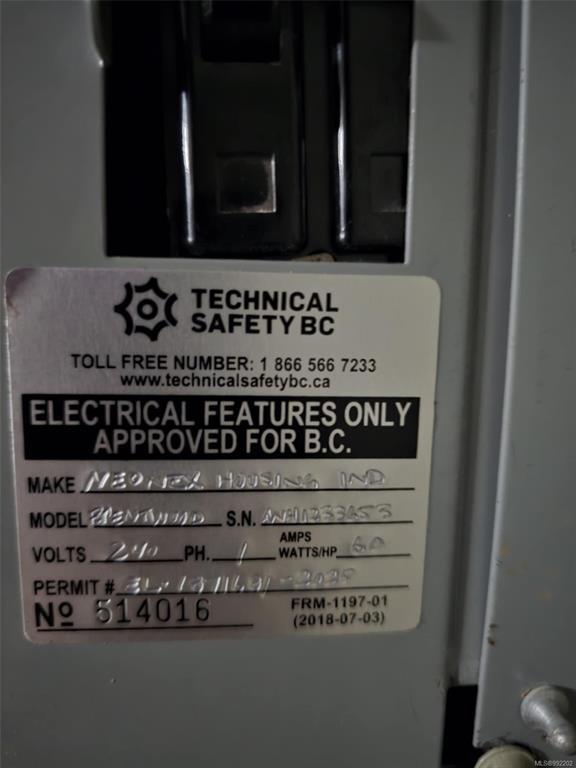 TECHNICAL
SAFETY BC
TOLL FREE NUMBER: 1 866 566 7233
www.technicalsafetybc.ca
ELECTRICAL FEATURES ONLY
APPROVED FOR B.C.
MAKE NEONEX HOUSING IND
MODEL S.N.
AMPS
VOLTS 240 PH. 1 WATTS/HP 60
PERMIT #
Nº 514016 FRM-1197-01
(2018-07-03)
MLS®992202